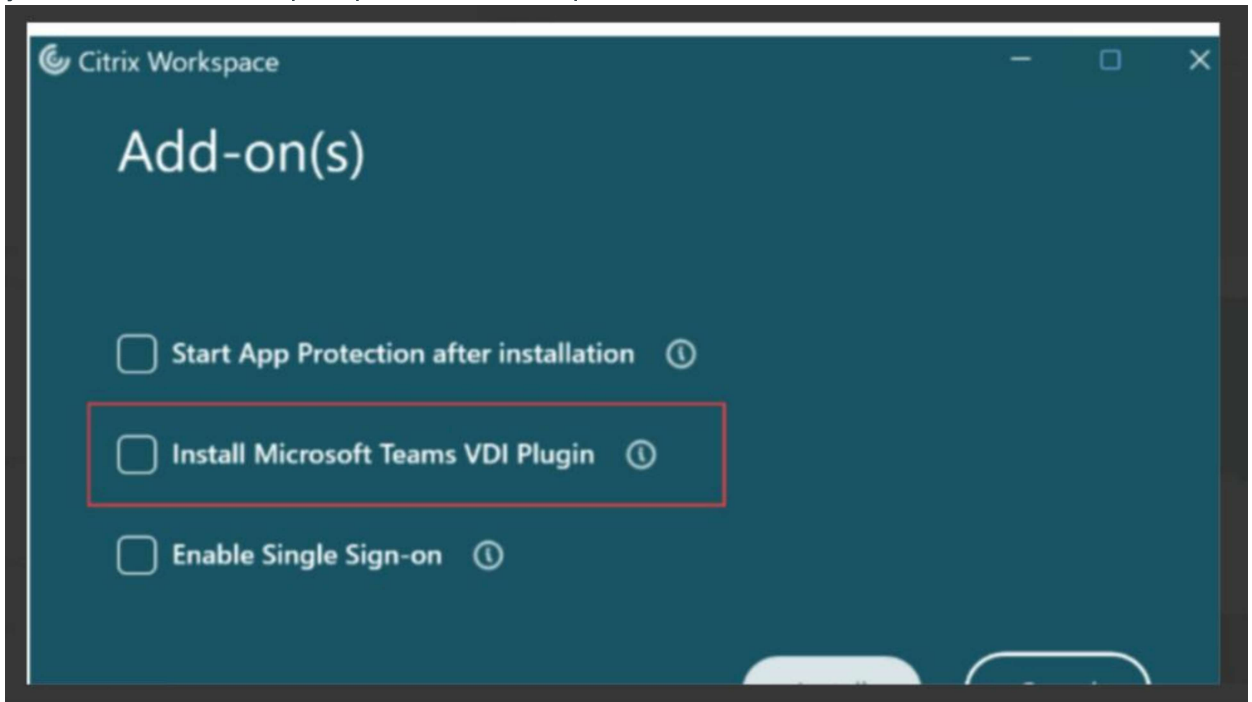 Citrix Workspace
Add-on(s)
Start App Protection after installation
Install Microsoft Teams VDI Plugin
Enable Single Sign-on